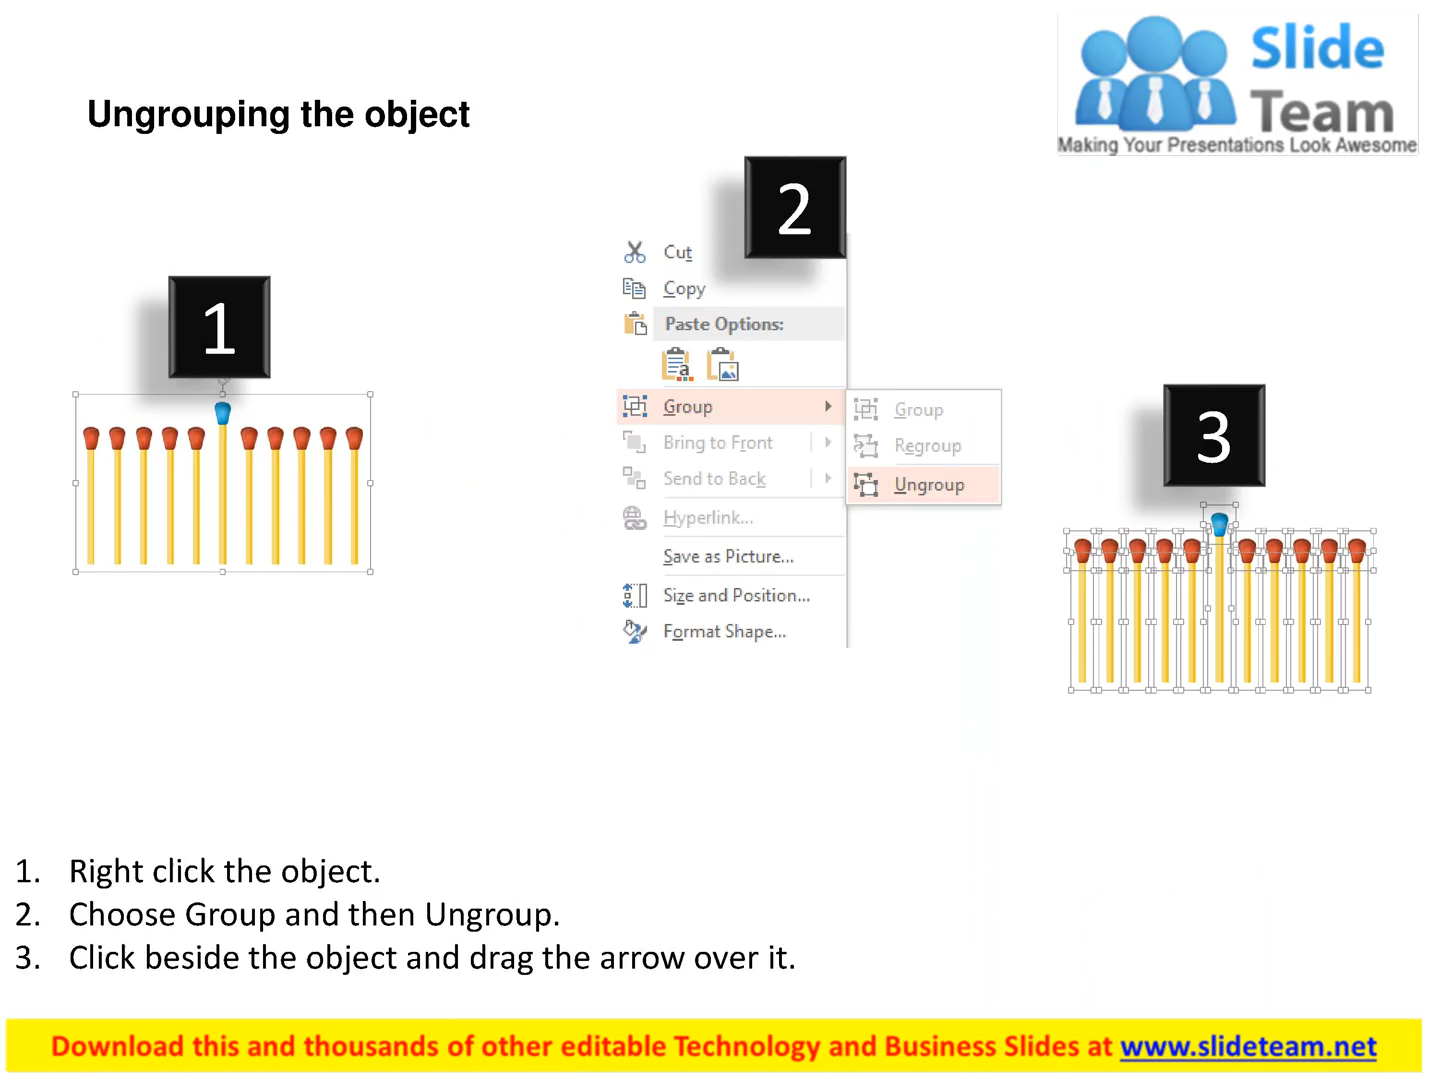 Slide
Team
Making Your Presentations Look Awesome
Ungrouping the object
1
2
Cut
Copy
Paste Options:
Group
Bring to Front
Send to Back
Hyperlink...
Save as Picture...
Size and Position...
Format Shape...
Group
Regroup
Ungroup
3
1. Right click the object.
2. Choose Group and then Ungroup.
3. Click beside the object and drag the arrow over it.
Download this and thousands of other editable Technology and Business Slides at www.slideteam.net